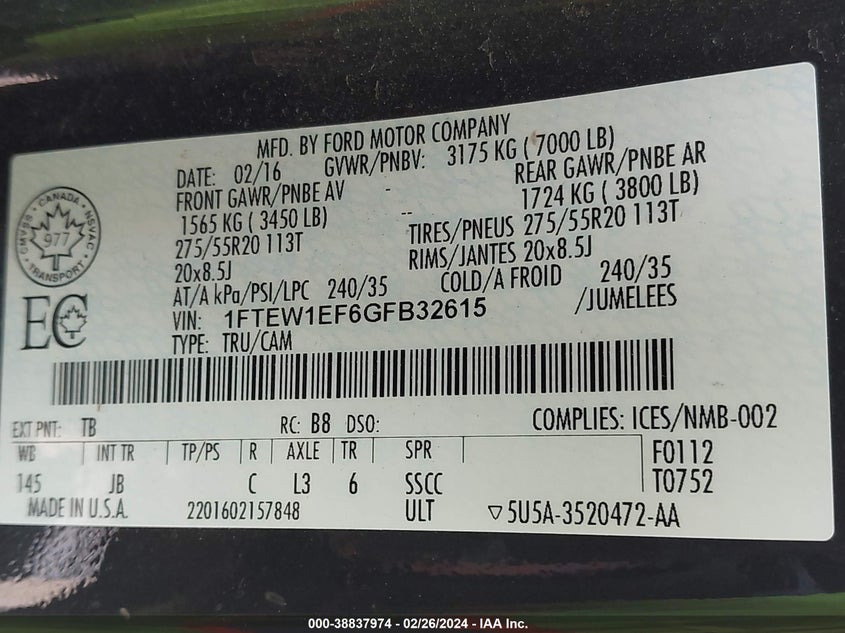 MFD. BY FORD MOTOR COMPANY
DATE: 02/16 GVWR/PNBV: 3175 KG ( 7000 LB)
FRONT GAWR/PNBE AV - REAR GAWR/PNBE AR
1565 KG ( 3450 LB) -- 1724 KG ( 3800 LB)
275/55R20 113T TIRES/PNEUS 275/55R20 113T
20x8.5J RIMS/JANTES 20x8.5J
AT/A kPa/PSI/LPC 240/35 COLD/A FROID 240/35
VIN: 1FTEW1EF6GFB32615 /JUMELEES
TYPE: TRU/CAM
CANADA
CMVSS NSVAC
977
TRANSPORT
EC
EXT PNT: TB RC: B8 DSO: COMPLIES: ICES/NMB-002
WB INT TR TP/PS R AXLE TR SPR F0112
145 JB C L3 6 SSCC T0752
MADE IN U.S.A. 2201602157848 ULT ▽5U5A-3520472-AA
000-38837974 - 02/26/2024 - IAA Inc.